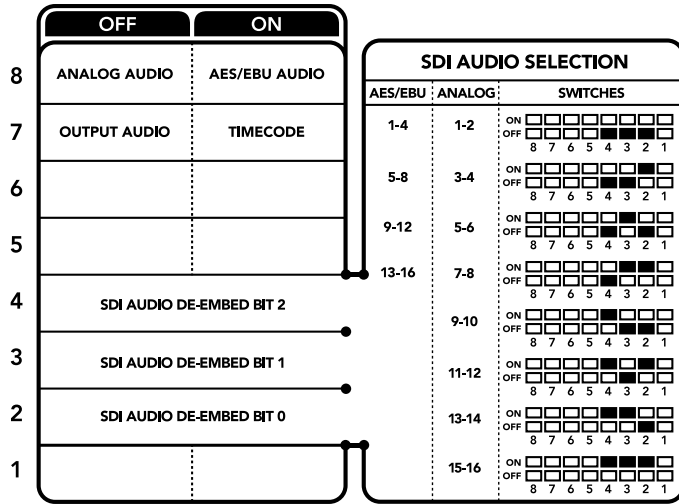 OFF ON
8 ANALOG AUDIO AES/EBU AUDIO
7 OUTPUT AUDIO TIMECODE
6
5
4 SDI AUDIO DE-EMBED BIT 2
3 SDI AUDIO DE-EMBED BIT 1
2 SDI AUDIO DE-EMBED BIT 0
1
SDI AUDIO SELECTION
AES/EBU ANALOG SWITCHES
1-4 1-2 ON
OFF
8 7 6 5 4 3 2 1
5-8 3-4 ON
OFF
8 7 6 5 4 3 2 1
9-12 5-6 ON
OFF
8 7 6 5 4 3 2 1
13-16 7-8 ON
OFF
8 7 6 5 4 3 2 1
9-10 ON
OFF
8 7 6 5 4 3 2 1
11-12 ON
OFF
8 7 6 5 4 3 2 1
13-14 ON
OFF
8 7 6 5 4 3 2 1
15-16 ON
OFF
8 7 6 5 4 3 2 1